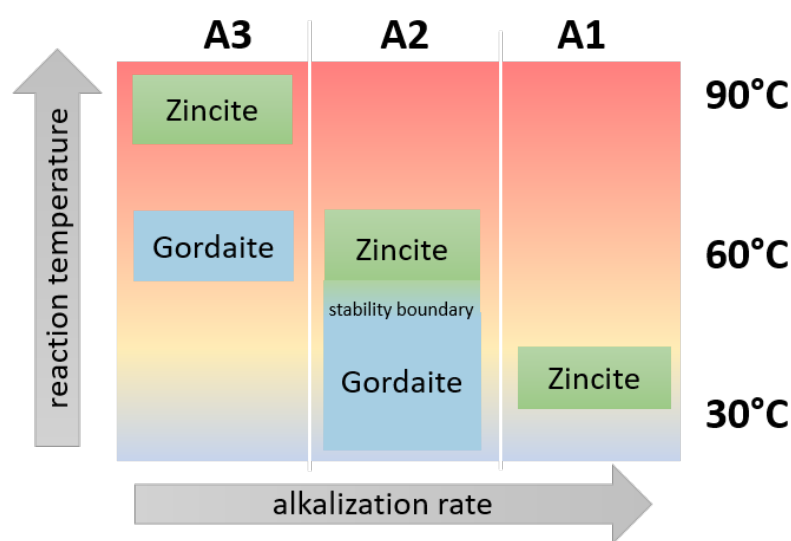 A3 A2 A1
90°C
Zincite
reaction temperature
Gordaite
Zincite
60°C
stability boundary
Gordaite
Zincite
30°C
alkalization rate